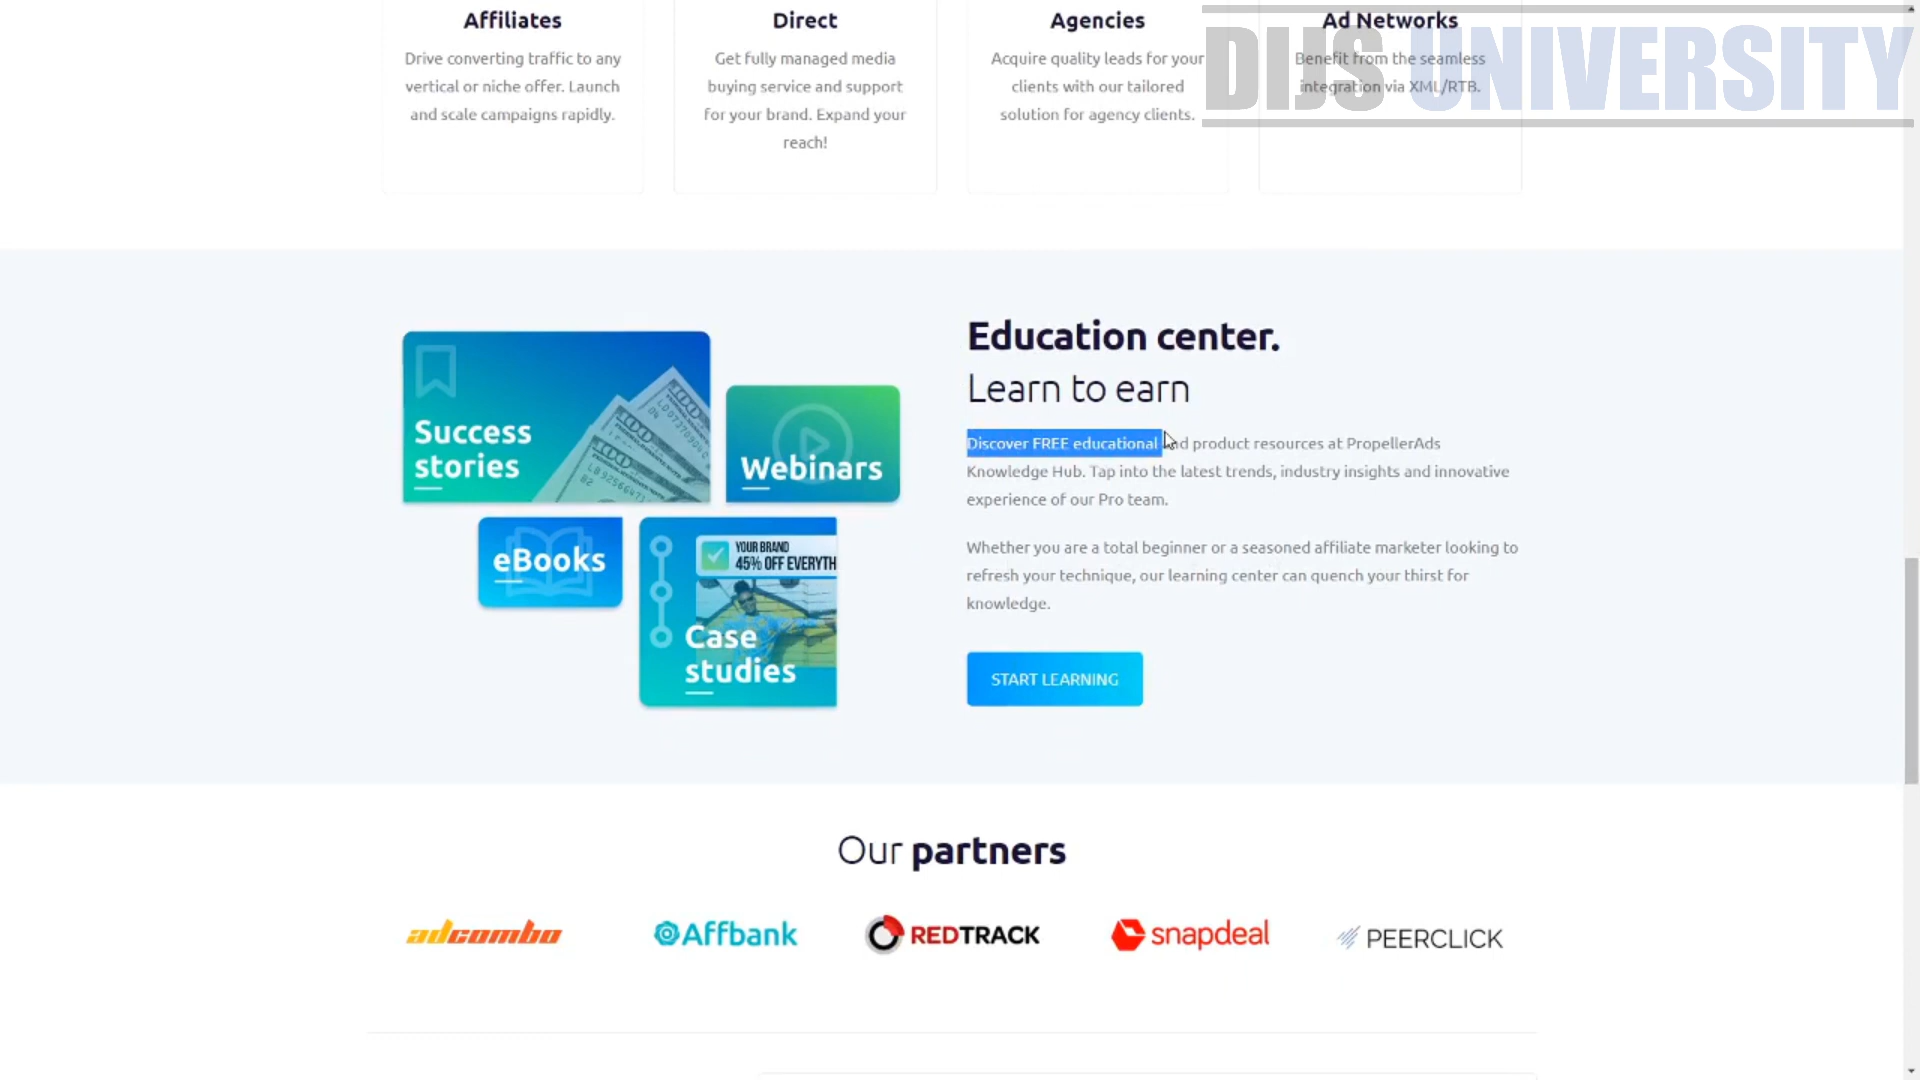 Affiliates
Drive converting traffic to any
vertical or niche offer. Launch
and scale campaigns rapidly.
Direct
Get fully managed media
buying service and support
for your brand. Expand your
reach!
Agencies
Acquire quality leads for your
clients with our tailored
solution for agency clients.
Ad Networks
Benefit from the seamless
integration via XML/RTB.
DIJS UNIVERSITY
Success
stories
Webinars
eBooks
YOUR BRAND
45% OFF EVERYTH
Case
studies
Education center.
Learn to earn
Discover FREE educational and product resources at PropellerAds
Knowledge Hub. Tap into the latest trends, industry insights and innovative
experience of our Pro team.
Whether you are a total beginner or a seasoned affiliate marketer looking to
refresh your technique, our learning center can quench your thirst for
knowledge.
START LEARNING
Our partners
adcombo
Affbank
REDTRACK
snapdeal
PEERCLICK